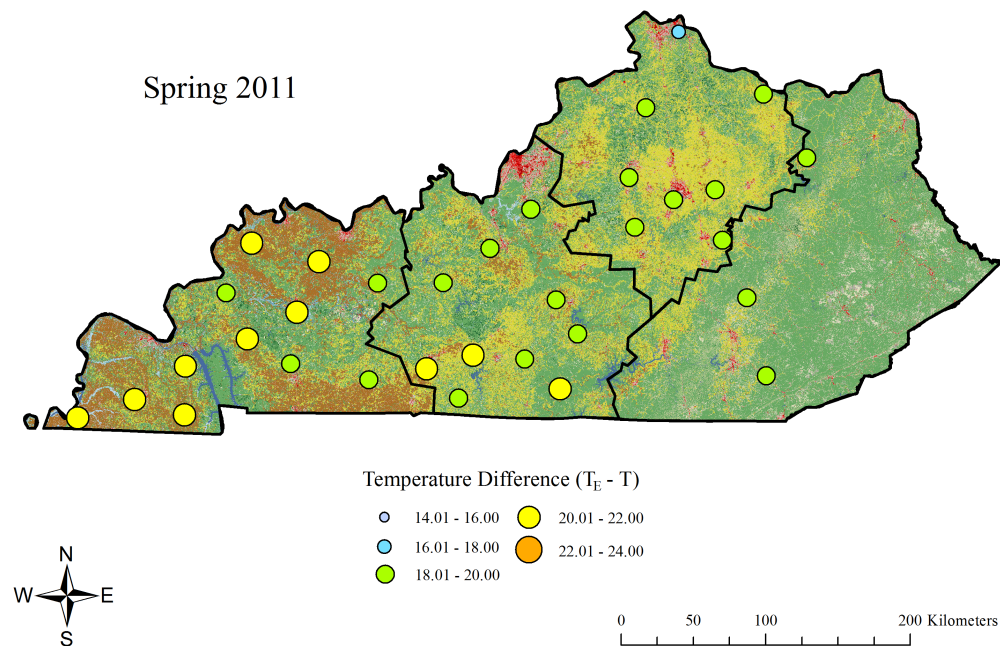 Spring 2011
Temperature Difference (T_E - T)
14.01 - 16.00
16.01 - 18.00
18.01 - 20.00
20.01 - 22.00
22.01 - 24.00
N
W E
S
0 50 100 200 Kilometers